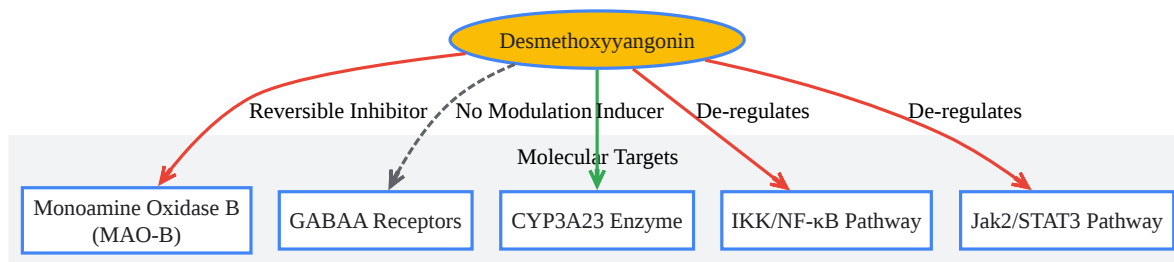 Desmethoxyyangonin
Reversible Inhibitor
No Modulation
Inducer
De-regulates
De-regulates
Molecular Targets
Monoamine Oxidase B
(MAO-B)
GABAA Receptors
CYP3A23 Enzyme
IKK/NF-κB Pathway
Jak2/STAT3 Pathway